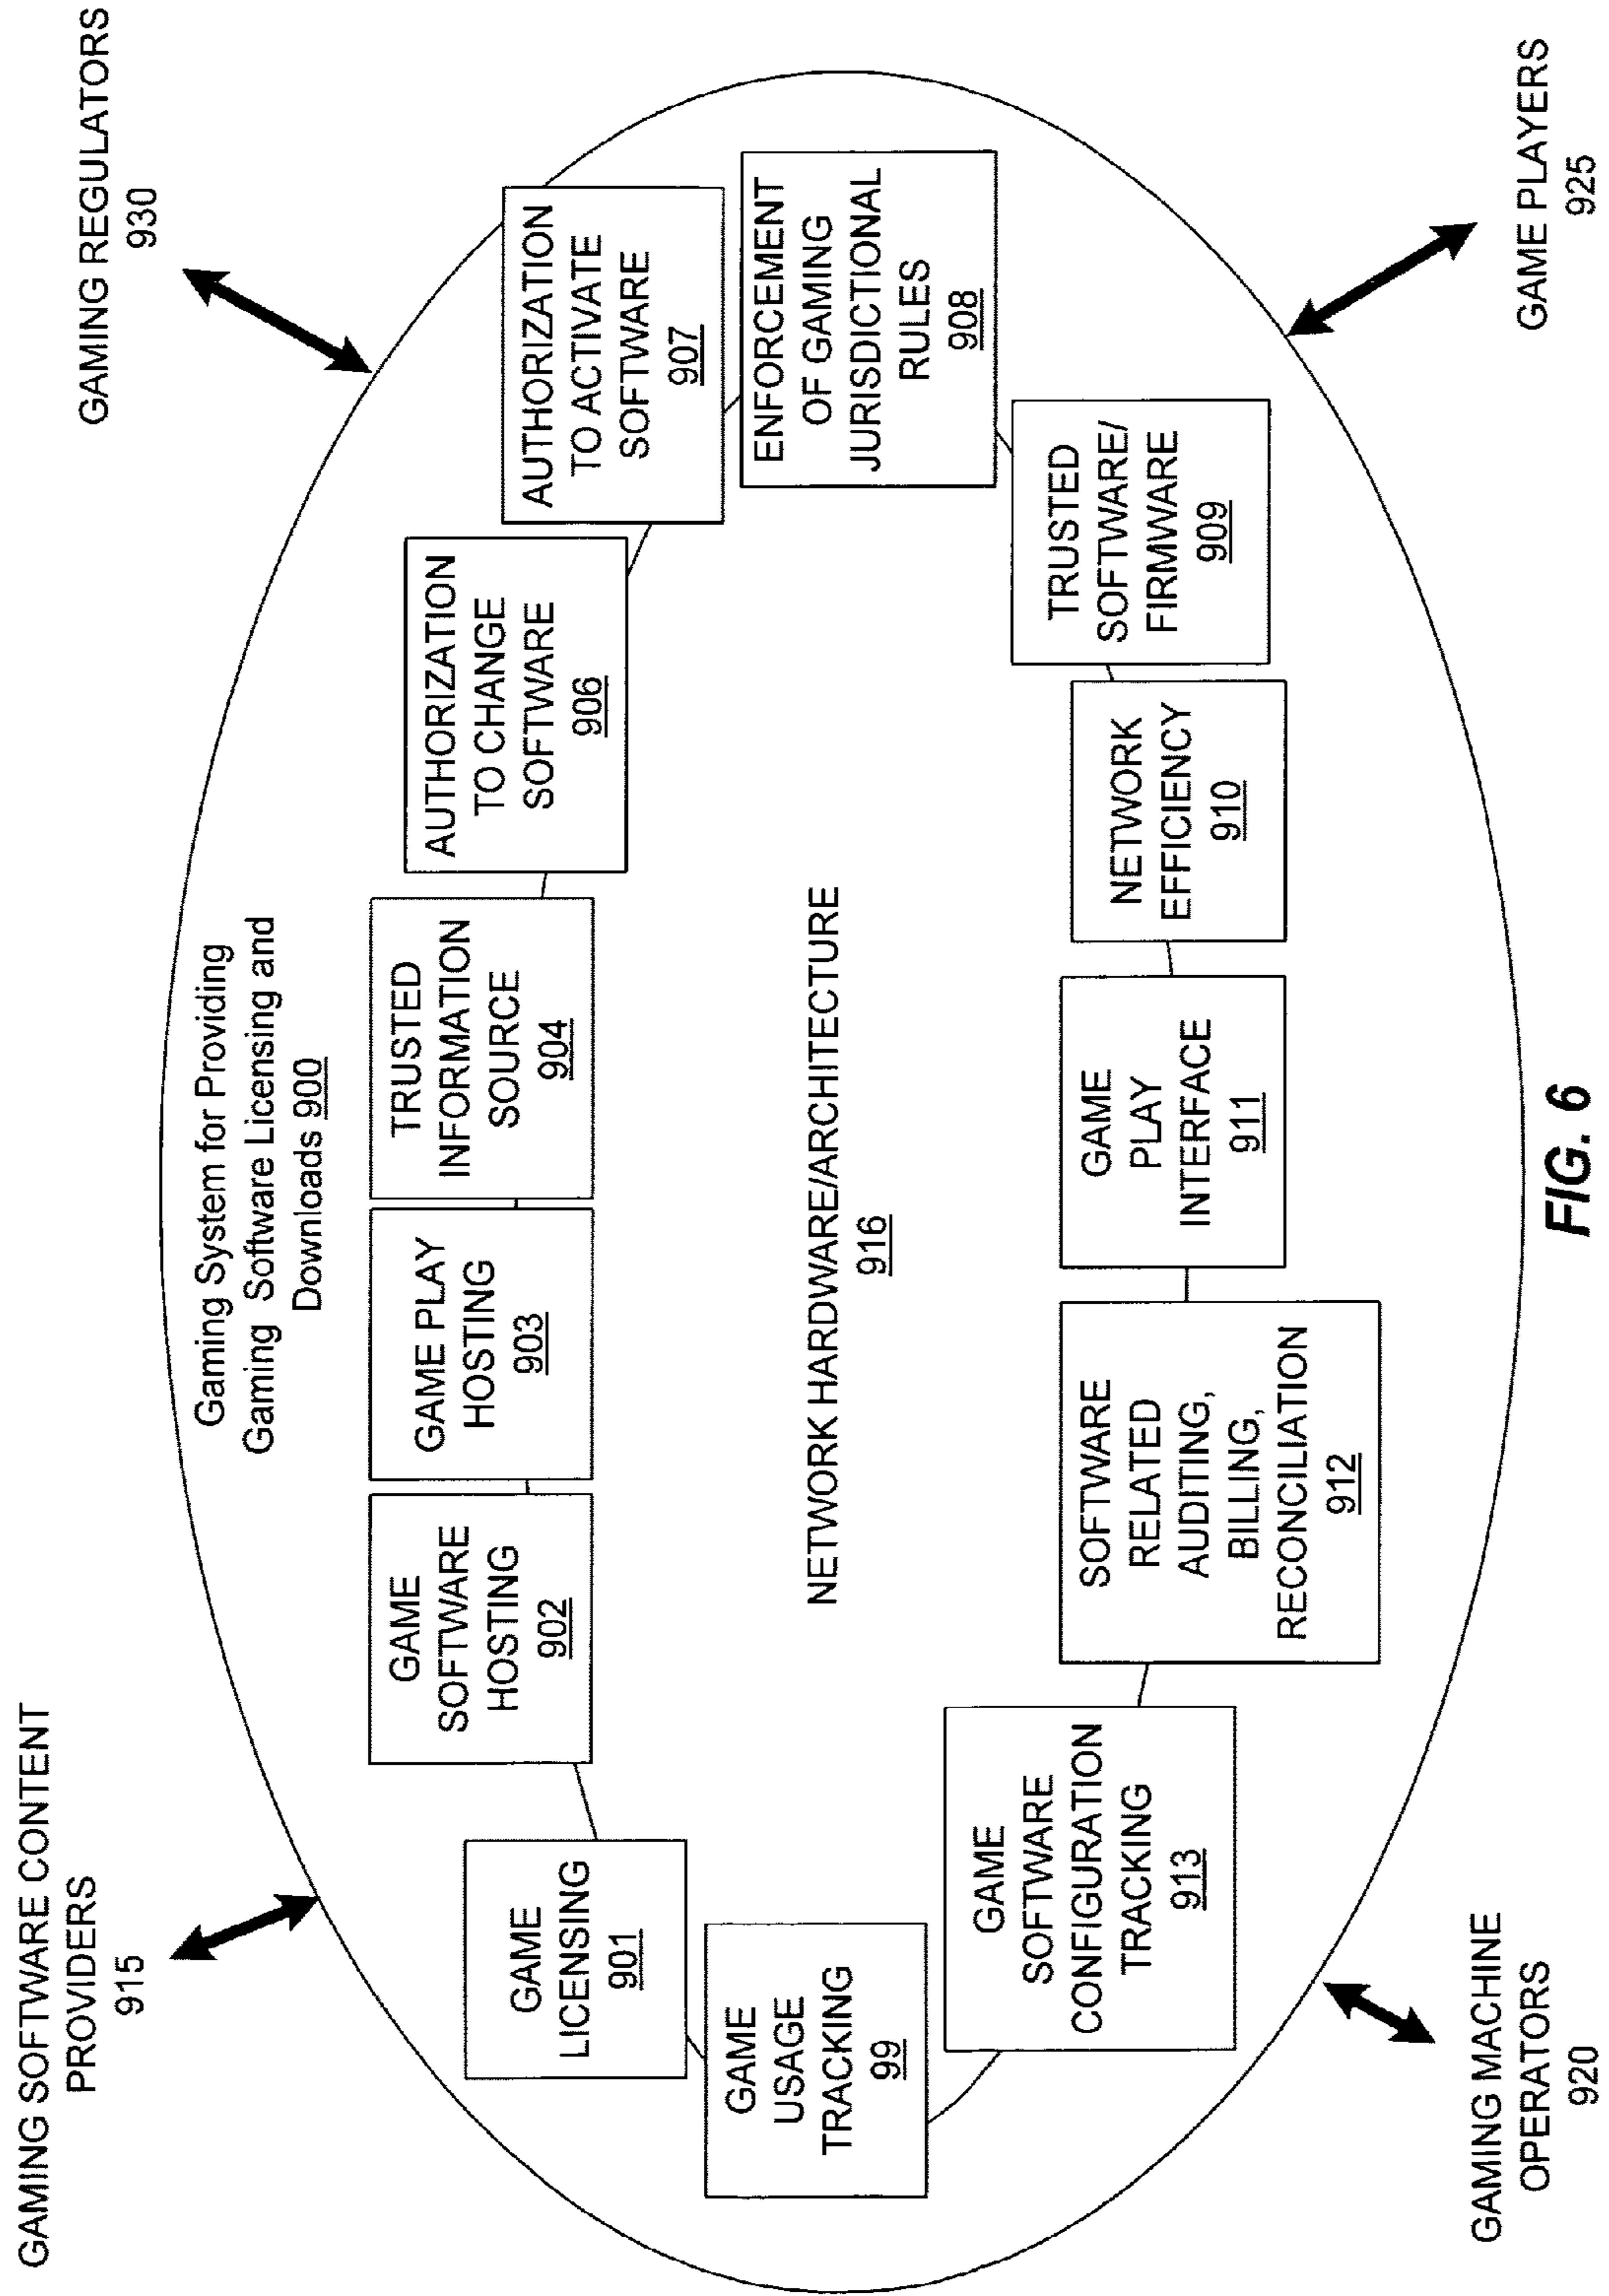 GAMING SOFTWARE CONTENT
PROVIDERS
915
GAMING REGULATORS
930
Gaming System for Providing
Gaming Software Licensing and
Downloads 900
GAME
LICENSING
901
GAME
SOFTWARE
HOSTING
902
GAME PLAY
HOSTING
903
TRUSTED
INFORMATION
SOURCE
904
AUTHORIZATION
TO CHANGE
SOFTWARE
906
AUTHORIZATION
TO ACTIVATE
SOFTWARE
907
GAME
USAGE
TRACKING
99
NETWORK HARDWARE/ARCHITECTURE
916
ENFORCEMENT
OF GAMING
JURISDICTIONAL
RULES
908
GAME
SOFTWARE
CONFIGURATION
TRACKING
913
SOFTWARE
RELATED
AUDITING,
BILLING,
RECONCILIATION
912
GAME
PLAY
INTERFACE
911
NETWORK
EFFICIENCY
910
TRUSTED
SOFTWARE/
FIRMWARE
909
GAMING MACHINE
OPERATORS
920
GAME PLAYERS
925
FIG. 6